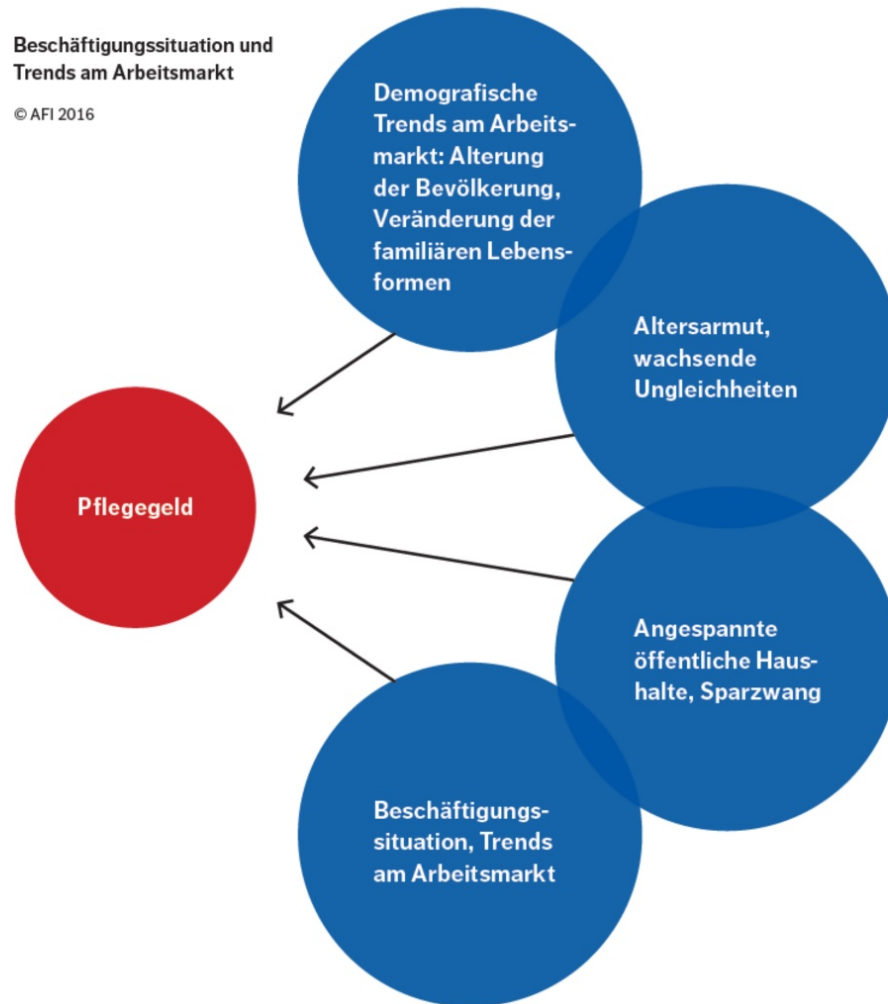 Beschäftigungssituation und
Trends am Arbeitsmarkt
© AFI 2016
Demografische
Trends am Arbeits-
markt: Alterung
der Bevölkerung,
Veränderung der
familiären Lebens-
formen
Altersarmut,
wachsende
Ungleichheiten
Pflegegeld
Angespannte
öffentliche Haus-
halte, Sparzwang
Beschäftigungs-
situation, Trends
am Arbeitsmarkt